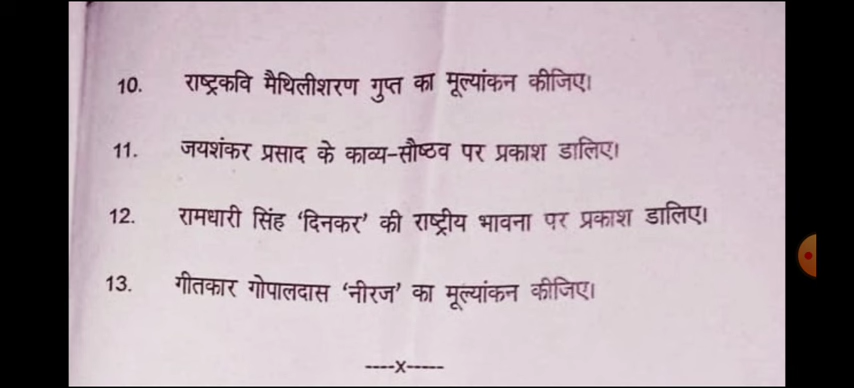 10. राष्ट्रकवि मैथिलीशरण गुप्त का मूल्यांकन कीजिए।
11. जयशंकर प्रसाद के काव्य-सौष्ठव पर प्रकाश डालिए।
12. रामधारी सिंह ‘दिनकर’ की राष्ट्रीय भावना पर प्रकाश डालिए।
13. गीतकार गोपालदास ‘नीरज’ का मूल्यांकन कीजिए।
----x-----